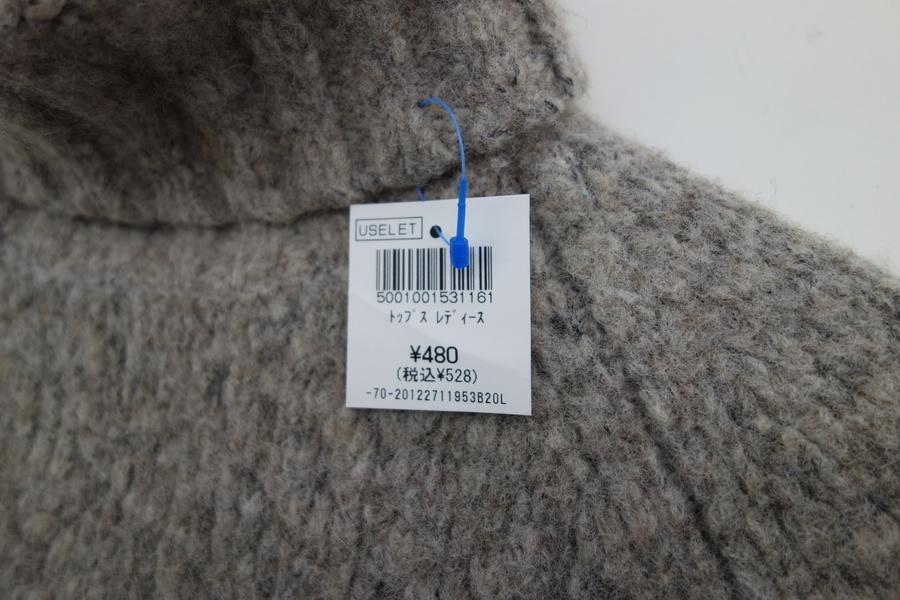 USELET
5001001531161
ﾄｯﾌﾟｽ ﾚﾃﾞｨｰｽ
¥480
(税込¥528)
-70-20122711953B20L